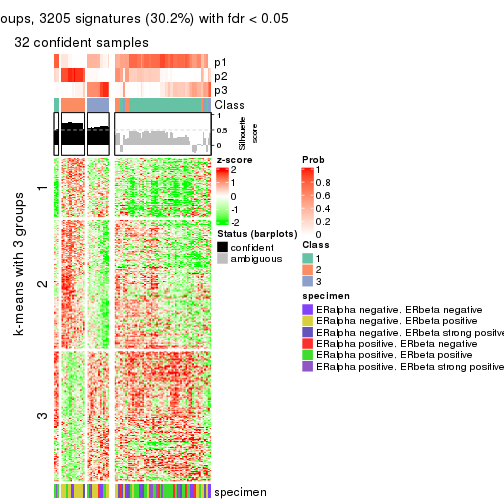 oups, 3205 signatures (30.2%) with fdr < 0.05
32 confident samples
p1
p2
p3
Class
1
0.5
0
Silhouette
score
k-means with 3 groups
1
2
3
z-score
2
1
0
-1
-2
Status (barplots)
confident
ambiguous
Prob
1
0.8
0.6
0.4
0.2
0
Class
1
2
3
specimen
ERalpha negative. ERbeta negative
ERalpha negative. ERbeta positive
ERalpha negative. ERbeta strong positive
ERalpha positive. ERbeta negative
ERalpha positive. ERbeta positive
ERalpha positive. ERbeta strong positive
specimen